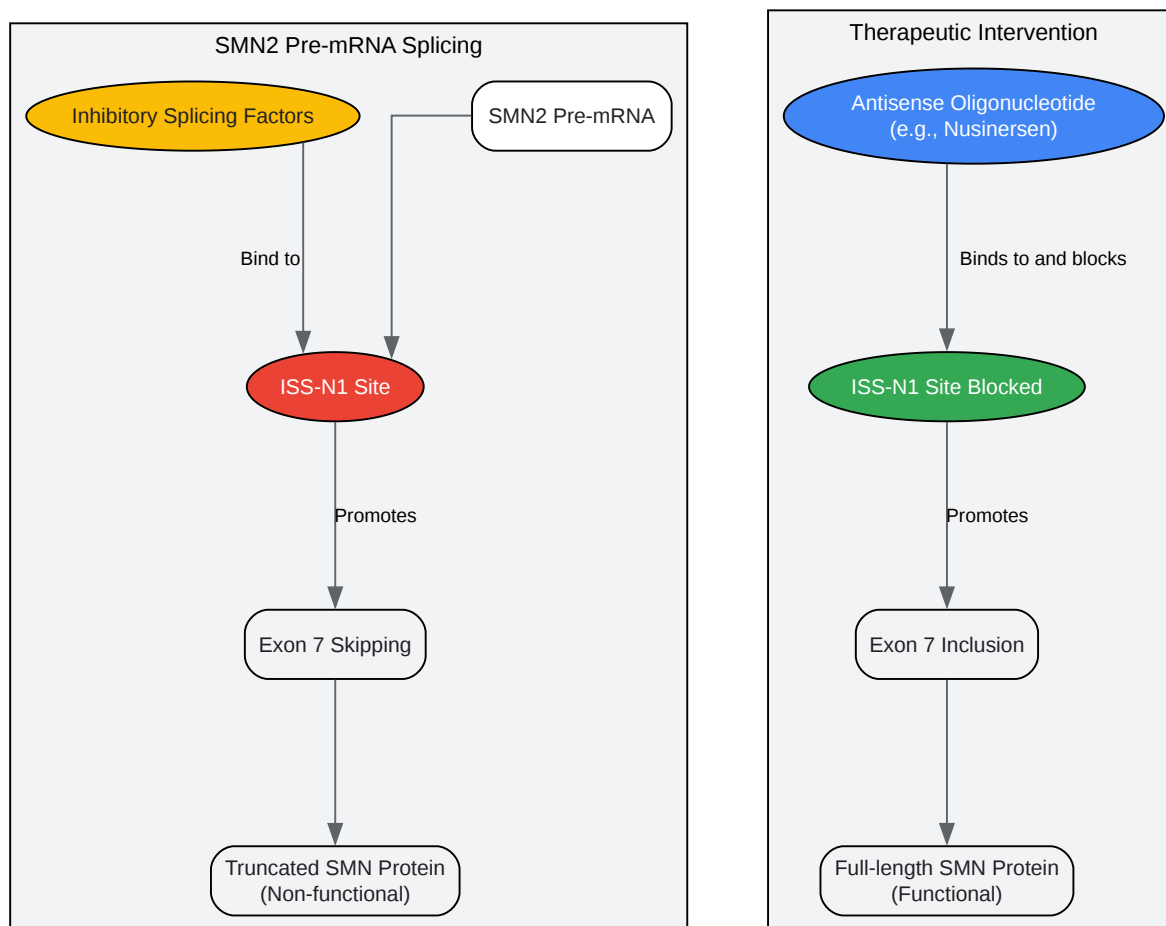 SMN2 Pre-mRNA Splicing
Inhibitory Splicing Factors
SMN2 Pre-mRNA
Bind to
ISS-N1 Site
Promotes
Exon 7 Skipping
Truncated SMN Protein
(Non-functional)
Therapeutic Intervention
Antisense Oligonucleotide
(e.g., Nusinersen)
Binds to and blocks
ISS-N1 Site Blocked
Promotes
Exon 7 Inclusion
Full-length SMN Protein
(Functional)